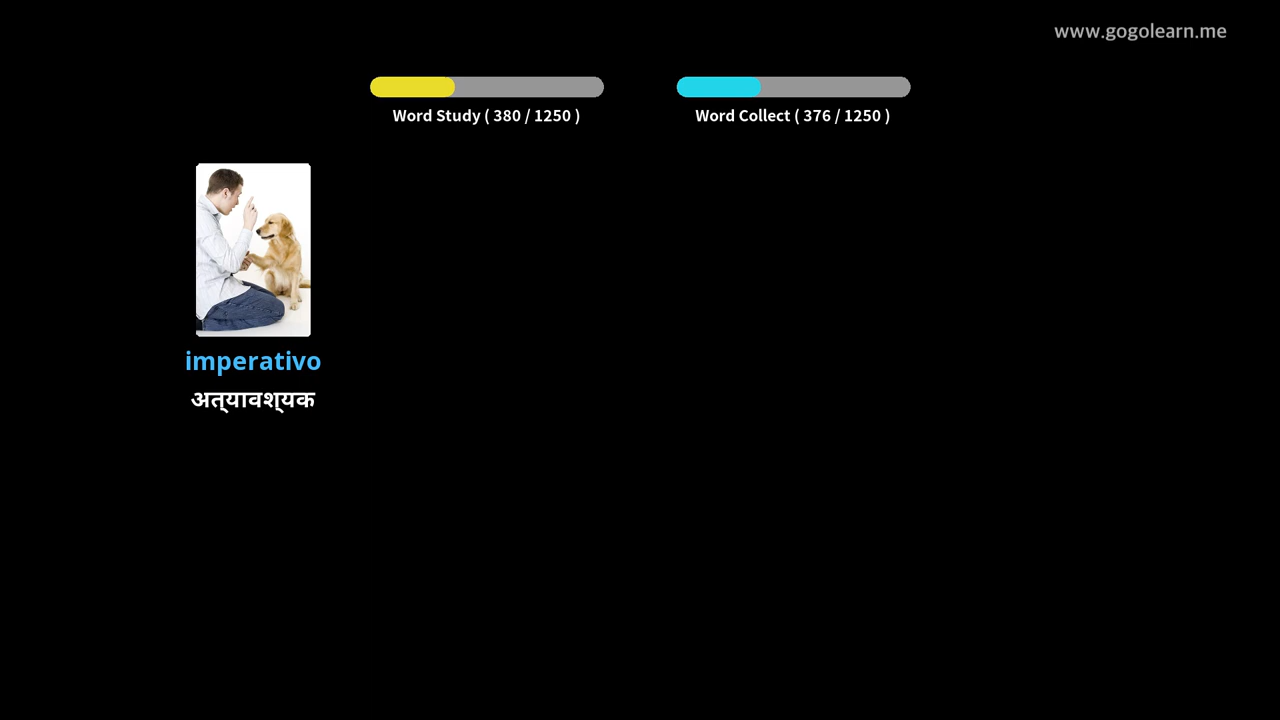 www.gogolearn.me
Word Study ( 380 / 1250 )
Word Collect ( 376 / 1250 )
imperativo
अत्यावश्यक